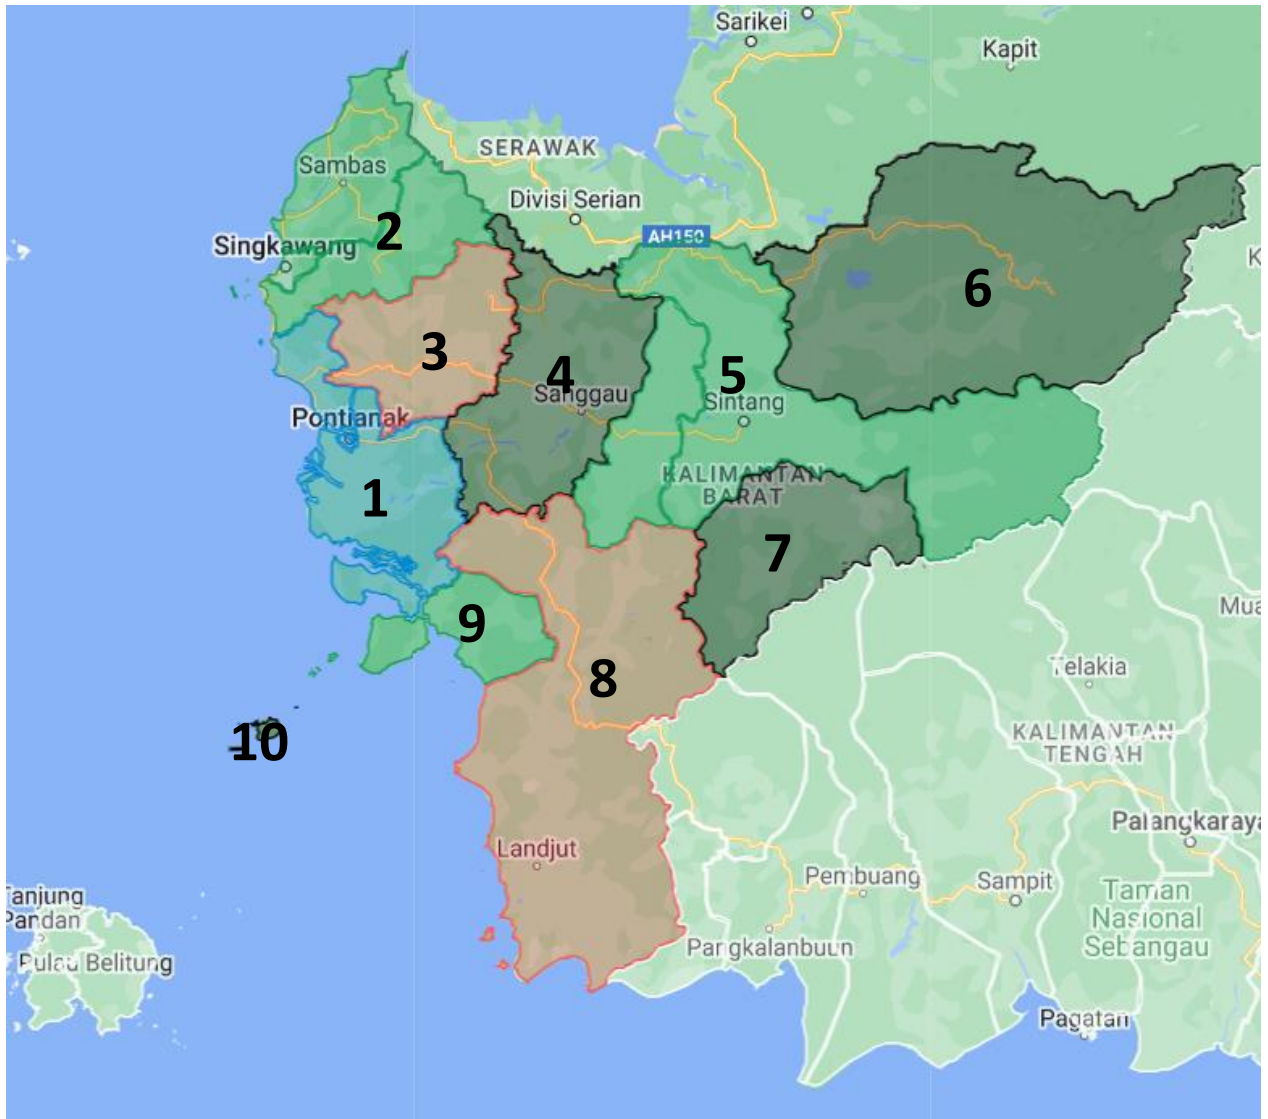 Sarikei
Kapit
SERAWAK
Sambas
Divisi Serian
2
AH150
Singkawang
K
6
3
4
5
Sanggau
Sintang
Pontianak
KALIMANTAN
BARAT
1
7
Mua
9
Telakia
8
10
KALIMANTAN
TENGAH
Palangkaraya
Landjut
Pembuang
Sampit
Tanjung
Pandan
Taman
Nasional
Sebangau
Pangkalanbuun
Pulau Belitung
Pagatan